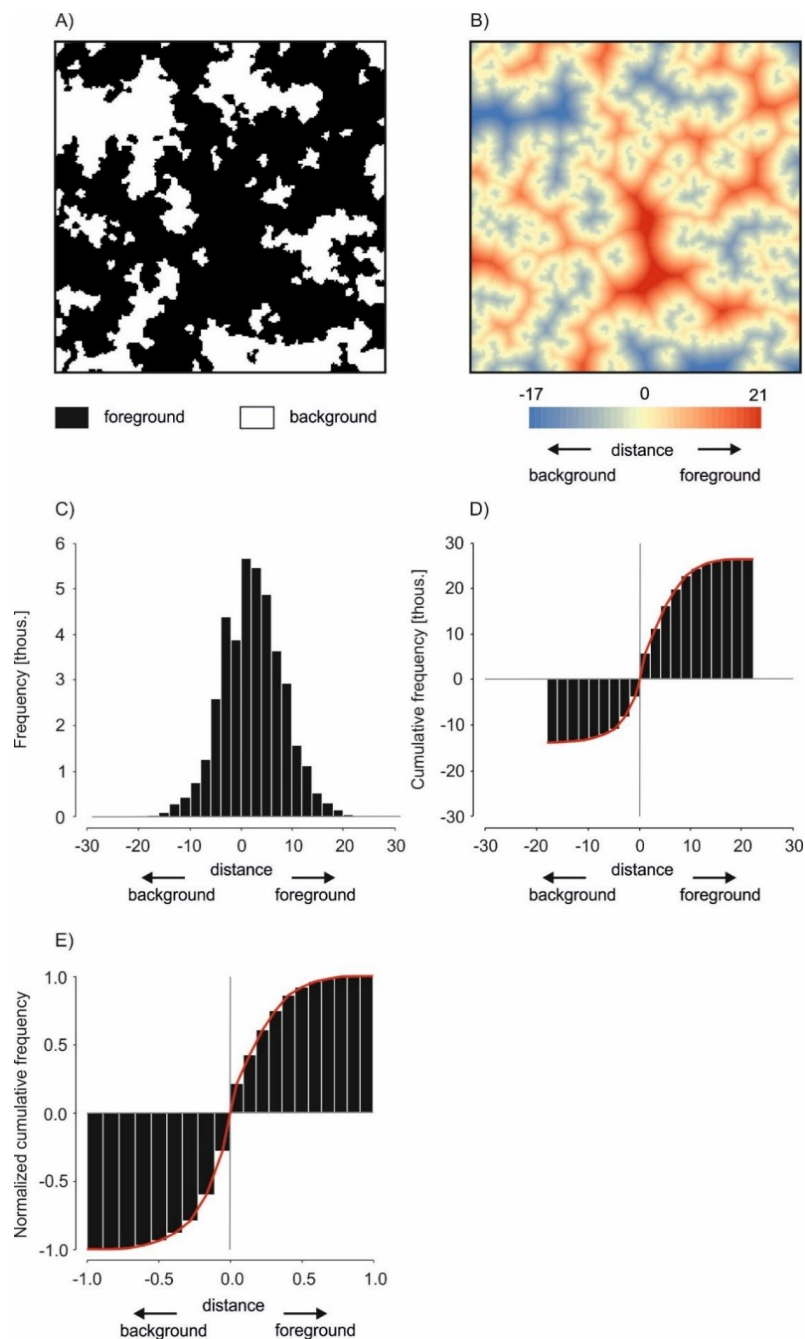 A)
B)
foreground
background
-17 0 21
distance
background foreground
C)
D)
Frequency [thous.]
6
5
4
3
2
1
0
-30 -20 -10 0 10 20 30
distance
background foreground
Cumulative frequency [thous.]
30
20
10
0
-10
-20
-30
-30 -20 -10 0 10 20 30
distance
background foreground
E)
Normalized cumulative frequency
1.0
0.5
0.0
-0.5
-1.0
-1.0 -0.5 0.0 0.5 1.0
distance
background foreground